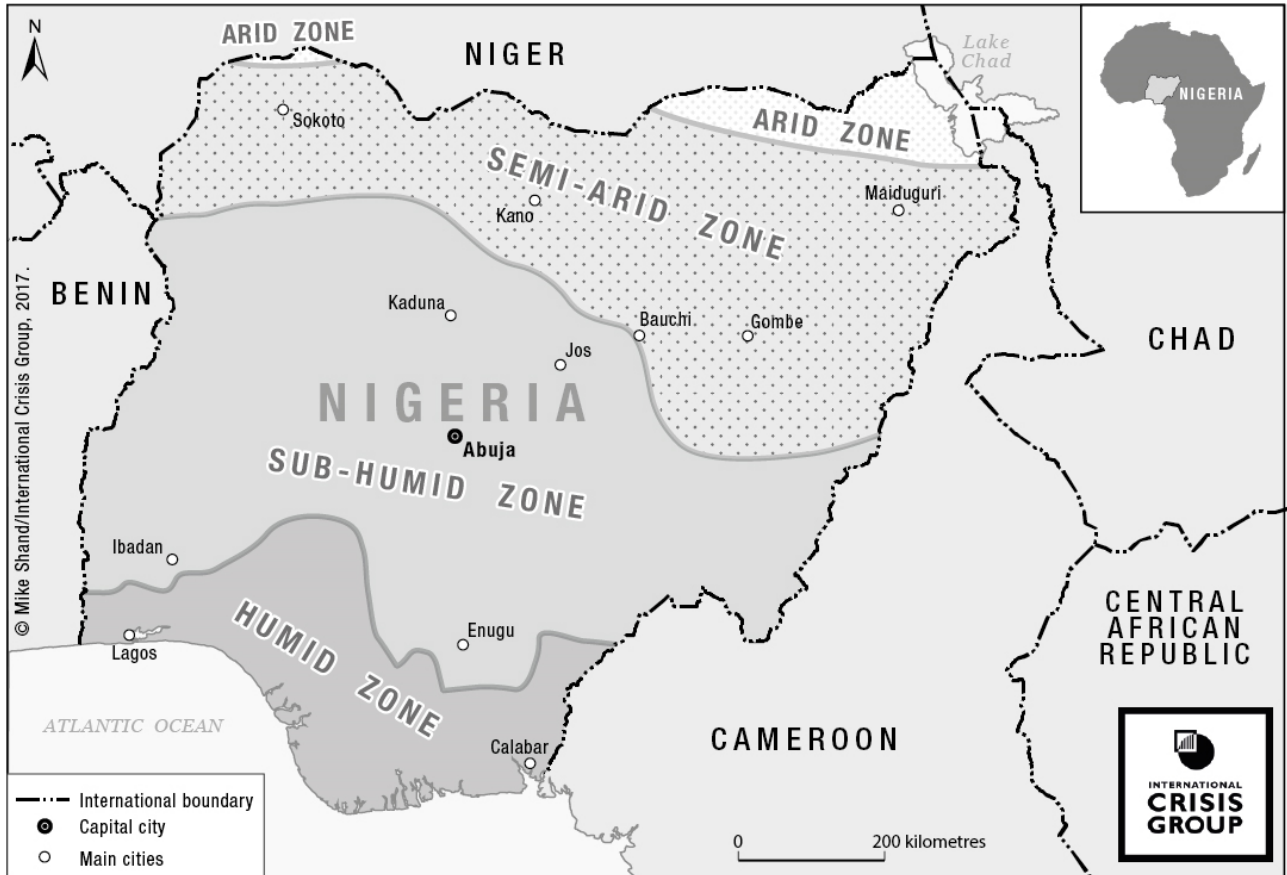 N
ARID ZONE
NIGER
Lake
Chad
NIGERIA
ARID ZONE
Sokoto
SEMI-ARID ZONE
Kano
Maiduguri
BENIN
Kaduna
Bauchi
Gombe
Jos
CHAD
NIGERIA
Abuja
SUB-HUMID ZONE
Ibadan
HUMID ZONE
Enugu
Lagos
CENTRAL
AFRICAN
REPUBLIC
ATLANTIC OCEAN
Calabar
CAMEROON
© Mike Shand/International Crisis Group, 2017.
International boundary
Capital city
Main cities
0
200 kilometres
INTERNATIONAL
CRISIS
GROUP